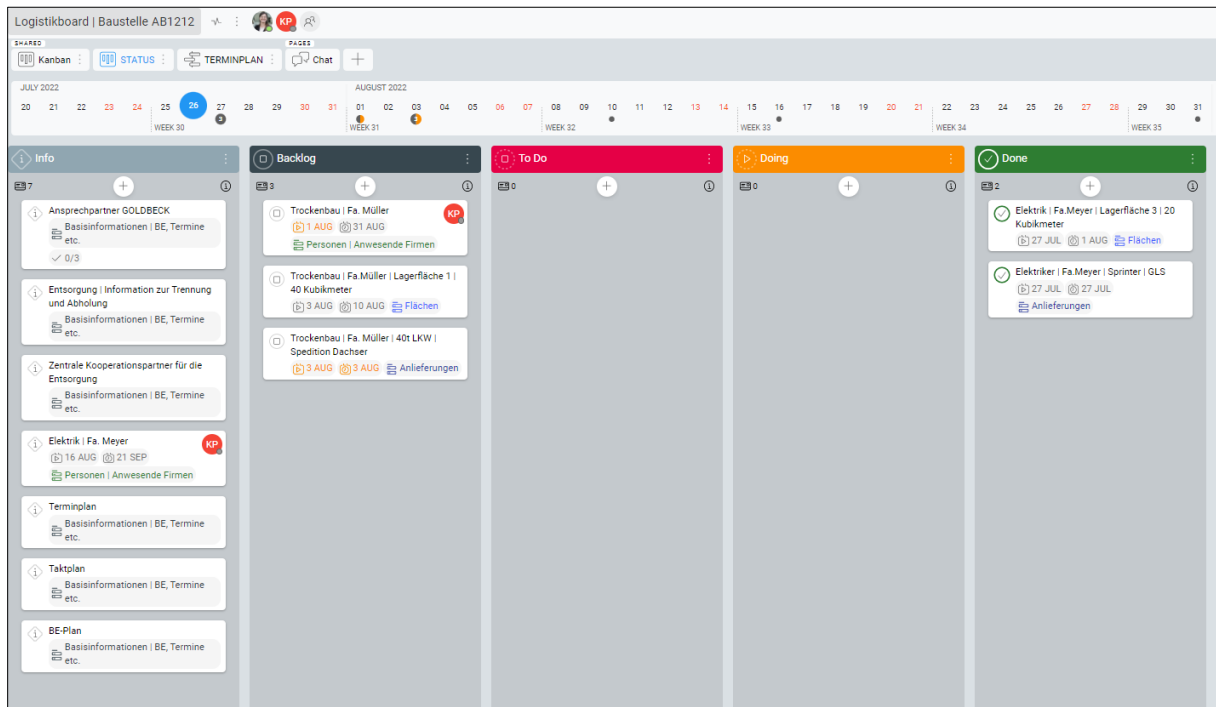 Logistikboard | Baustelle AB1212
KP
SHARED
PAGES
Kanban
STATUS
TERMINPLAN
Chat
JULY 2022
AUGUST 2022
20 21 22 23 24 25 26 27 28 29 30 31 01 02 03 04 05 06 07 08 09 10 11 12 13 14 15 16 17 18 19 20 21 22 23 24 25 26 27 28 29 30 31
3
3
WEEK 30
WEEK 31
WEEK 32
WEEK 33
WEEK 34
WEEK 35
Info
7
Ansprechpartner GOLDBECK
Basisinformationen | BE, Termine
etc.
0/3
Entsorgung | Information zur Trennung
und Abholung
Basisinformationen | BE, Termine
etc.
Zentrale Kooperationspartner für die
Entsorgung
Basisinformationen | BE, Termine
etc.
Elektrik | Fa. Meyer
KP
16 AUG 21 SEP
Personen | Anwesende Firmen
Terminplan
Basisinformationen | BE, Termine
etc.
Taktplan
Basisinformationen | BE, Termine
etc.
BE-Plan
Basisinformationen | BE, Termine
etc.
Backlog
3
Trockenbau | Fa. Müller
KP
1 AUG 31 AUG
Personen | Anwesende Firmen
Trockenbau | Fa.Müller | Lagerfläche 1 |
40 Kubikmeter
3 AUG 10 AUG Flächen
Trockenbau | Fa. Müller | 40t LKW |
Spedition Dachser
3 AUG 3 AUG Anlieferungen
To Do
0
Doing
0
Done
2
Elektrik | Fa.Meyer | Lagerfläche 3 | 20
Kubikmeter
27 JUL 1 AUG Flächen
Elektriker | Fa.Meyer | Sprinter | GLS
27 JUL 27 JUL
Anlieferungen